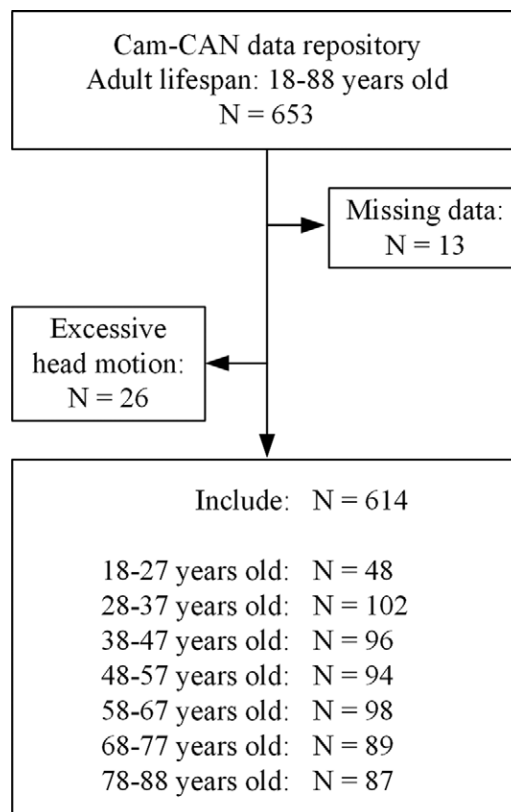 Cam-CAN data repository
Adult lifespan: 18-88 years old
N = 653
Missing data:
N = 13
Excessive
head motion:
N = 26
Include: N = 614
18-27 years old: N = 48
28-37 years old: N = 102
38-47 years old: N = 96
48-57 years old: N = 94
58-67 years old: N = 98
68-77 years old: N = 89
78-88 years old: N = 87